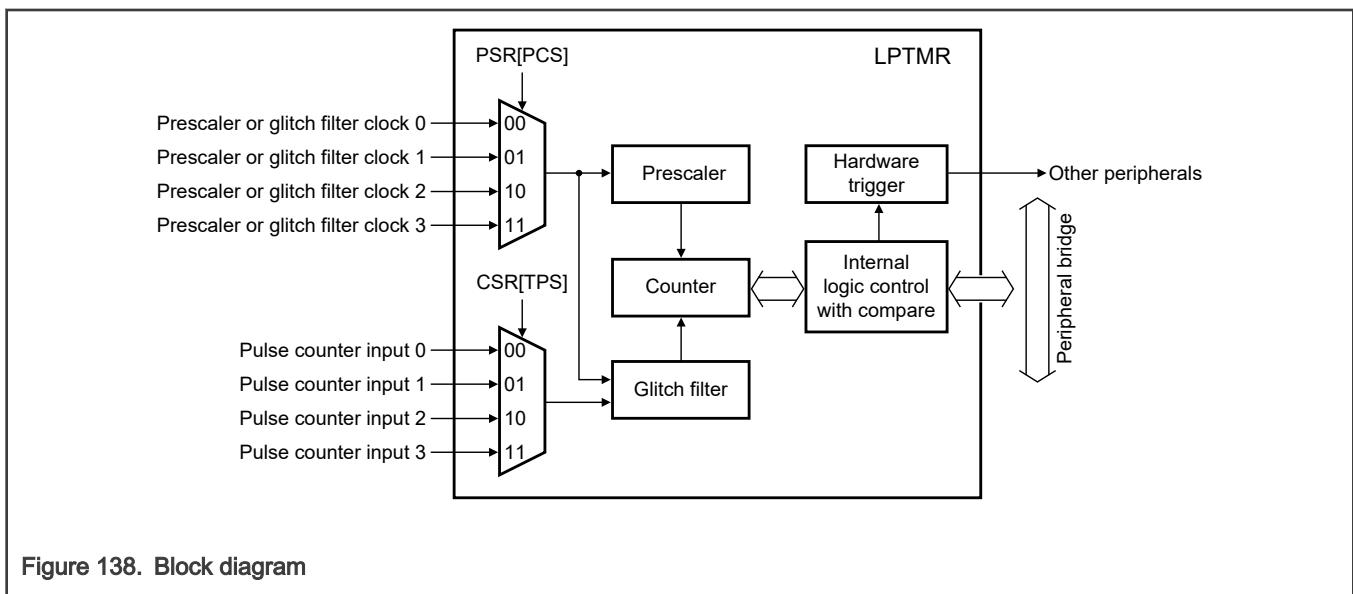 PSR[PCS]
LPTMR
Prescaler or glitch filter clock 0
00
Prescaler or glitch filter clock 1
01
Prescaler or glitch filter clock 2
10
Prescaler or glitch filter clock 3
11
Prescaler
Hardware
trigger
Other peripherals
CSR[TPS]
Counter
Internal
logic control
with compare
Peripheral bridge
Pulse counter input 0
00
Pulse counter input 1
01
Pulse counter input 2
10
Pulse counter input 3
11
Glitch filter
Figure 138. Block diagram